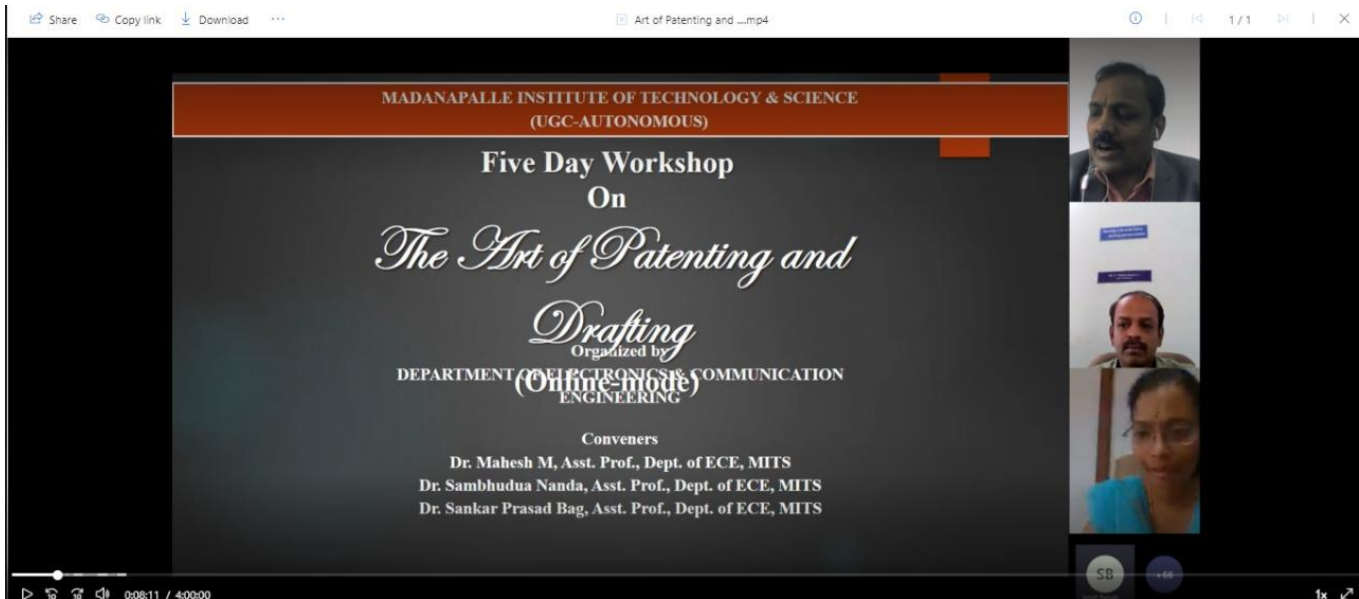 Share Copy link Download ... Art of Patenting and ....mp4 1 / 1
MADANAPALLE INSTITUTE OF TECHNOLOGY & SCIENCE
(UGC-AUTONOMOUS)
Five Day Workshop
On
The Art of Patenting and
Drafting
Organized by
DEPARTMENT OF ELECTRONICS & COMMUNICATION
(Online-mode)
ENGINEERING
Conveners
Dr. Mahesh M, Asst. Prof., Dept. of ECE, MITS
Dr. Sambhudua Nanda, Asst. Prof., Dept. of ECE, MITS
Dr. Sankar Prasad Bag, Asst. Prof., Dept. of ECE, MITS
SB +66
10 10 0:08:11 / 4:00:00 1x